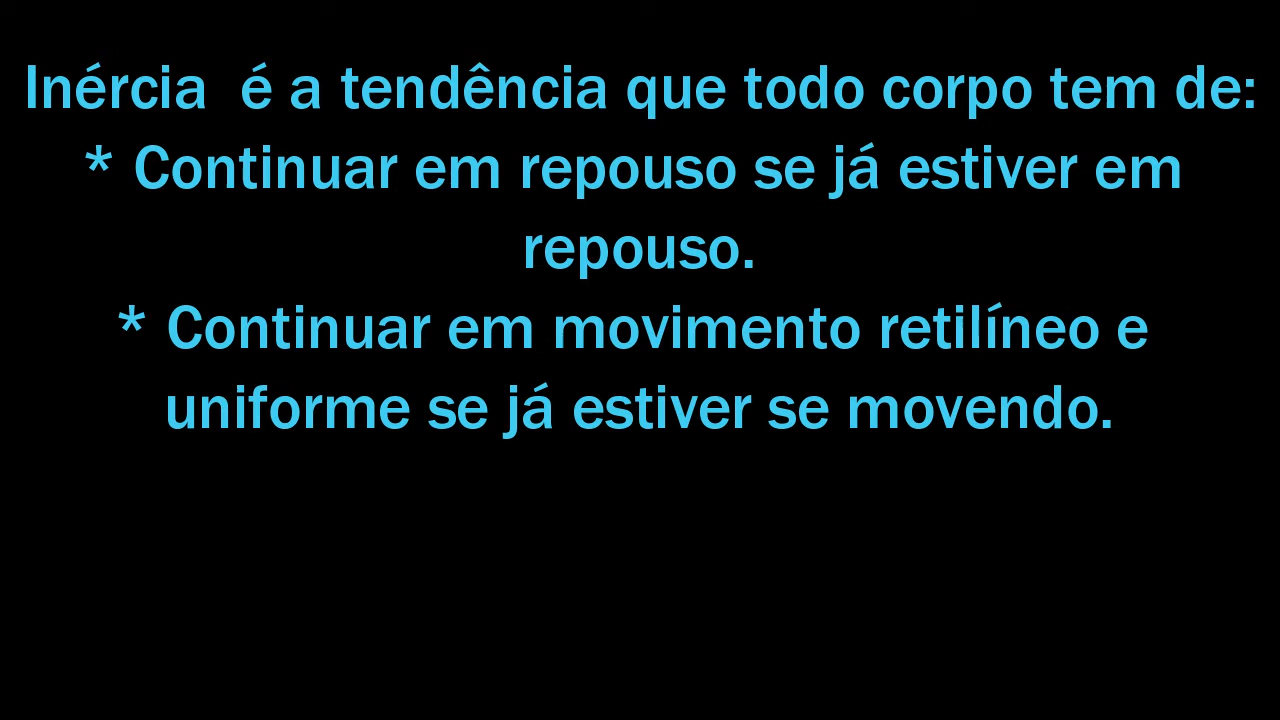 Inércia  é a tendência que todo corpo tem de:
* Continuar em repouso se já estiver em
repouso.
* Continuar em movimento retilíneo e
uniforme se já estiver se movendo.